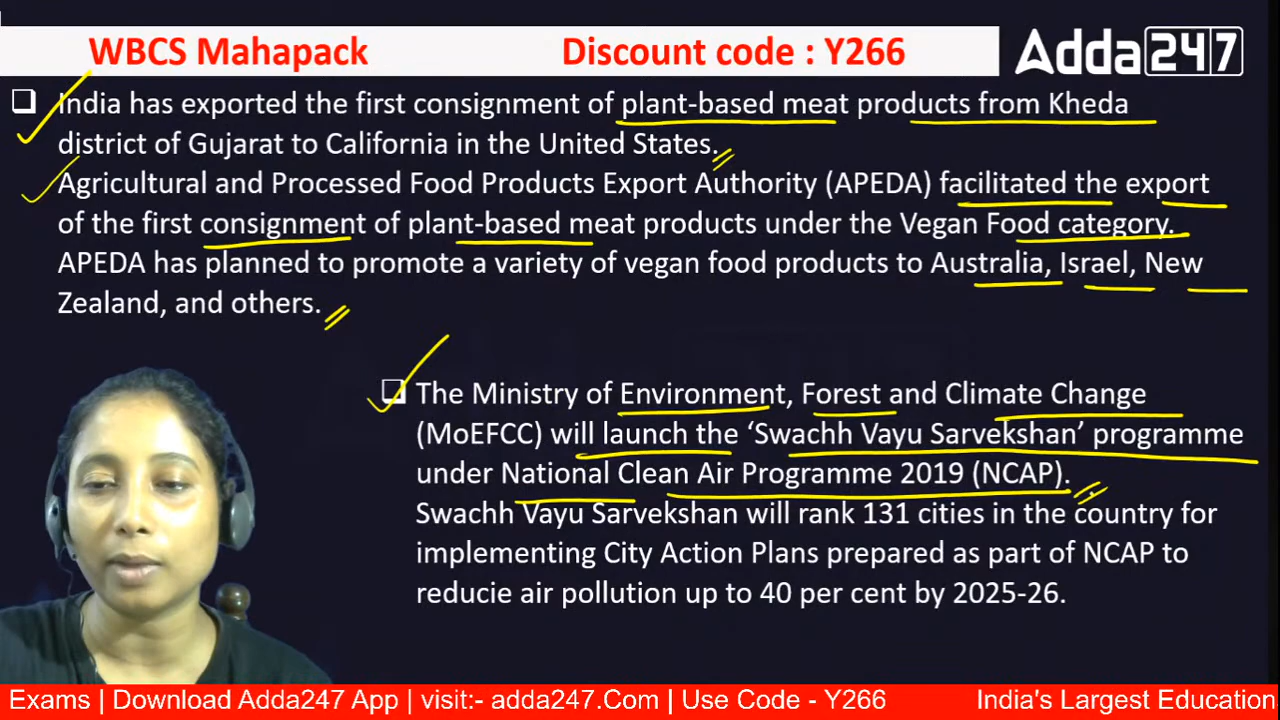 WBCS Mahapack
Discount code : Y266
Adda247
India has exported the first consignment of plant-based meat products from Kheda
district of Gujarat to California in the United States.
Agricultural and Processed Food Products Export Authority (APEDA) facilitated the export
of the first consignment of plant-based meat products under the Vegan Food category.
APEDA has planned to promote a variety of vegan food products to Australia, Israel, New
Zealand, and others.
The Ministry of Environment, Forest and Climate Change
(MoEFCC) will launch the ‘Swachh Vayu Sarvekshan’ programme
under National Clean Air Programme 2019 (NCAP).
Swachh Vayu Sarvekshan will rank 131 cities in the country for
implementing City Action Plans prepared as part of NCAP to
reducie air pollution up to 40 per cent by 2025-26.
Exams | Download Adda247 App | visit:- adda247.Com | Use Code - Y266
India's Largest Education